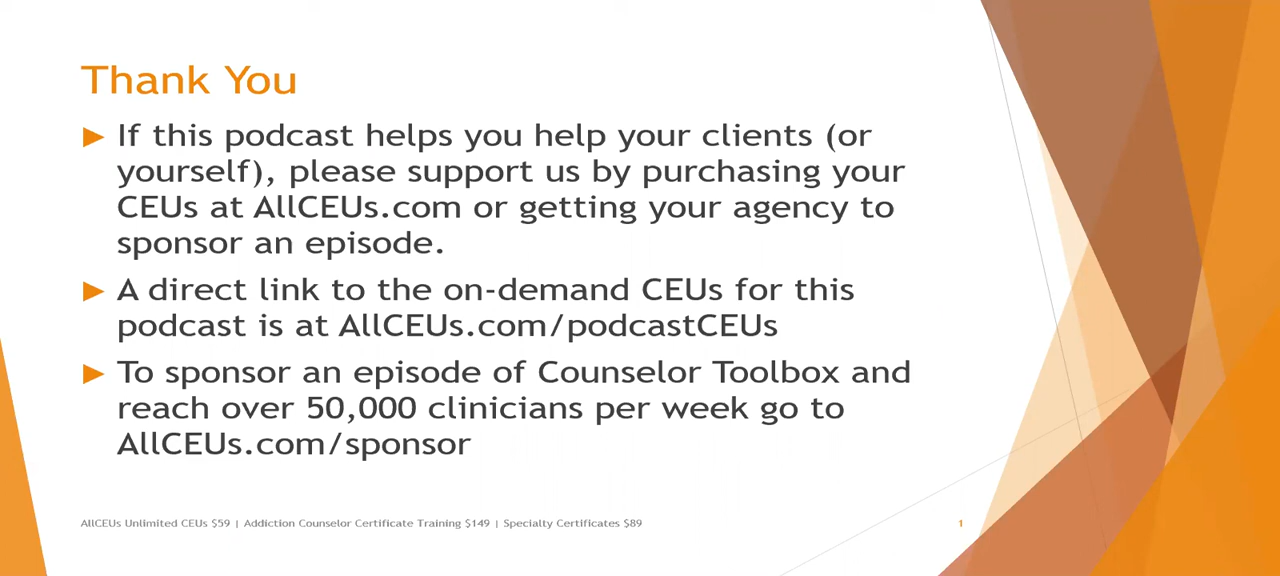 Thank You
If this podcast helps you help your clients (or
yourself), please support us by purchasing your
CEUs at AllCEUs.com or getting your agency to
sponsor an episode.
A direct link to the on-demand CEUs for this
podcast is at AllCEUs.com/podcastCEUs
To sponsor an episode of Counselor Toolbox and
reach over 50,000 clinicians per week go to
AllCEUs.com/sponsor
AllCEUs Unlimited CEUs $59 | Addiction Counselor Certificate Training $149 | Specialty Certificates $89
1